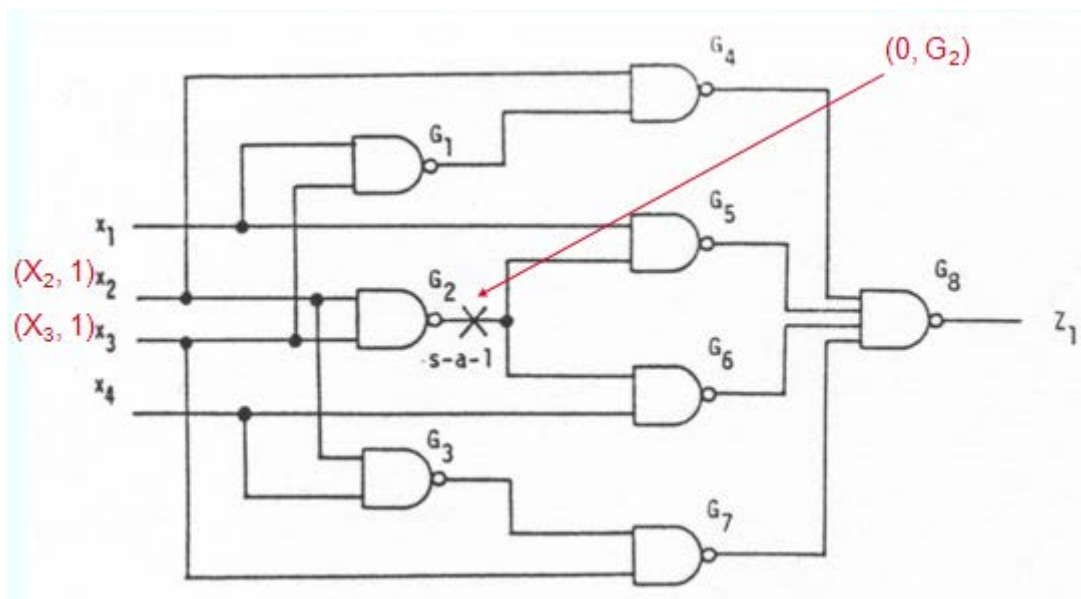 G4
(0, G2)
G1
x1
G5
(X2, 1) x2
G2
G8
(X3, 1) x3
Z1
s-a-1
G6
x4
G3
G7